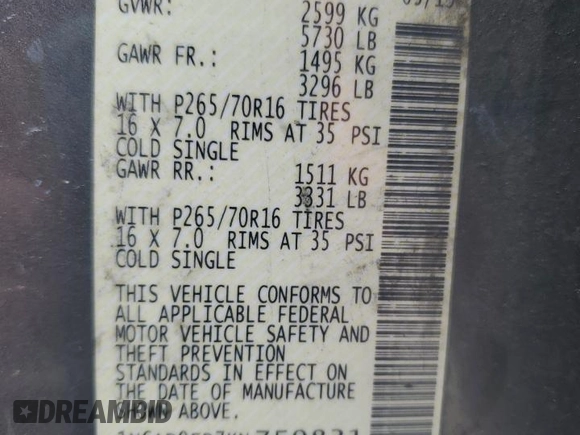 GVWR: 2599 KG
5730 LB
GAWR FR.: 1495 KG
3296 LB
WITH P265/70R16 TIRES
16 X 7.0 RIMS AT 35 PSI
COLD SINGLE
GAWR RR.: 1511 KG
3331 LB
WITH P265/70R16 TIRES
16 X 7.0 RIMS AT 35 PSI
COLD SINGLE
THIS VEHICLE CONFORMS TO
ALL APPLICABLE FEDERAL
MOTOR VEHICLE SAFETY AND
THEFT PREVENTION
STANDARDS IN EFFECT ON
THE DATE OF MANUFACTURE
SHOWN ABOVE.
DIMMID BIDHISTORY